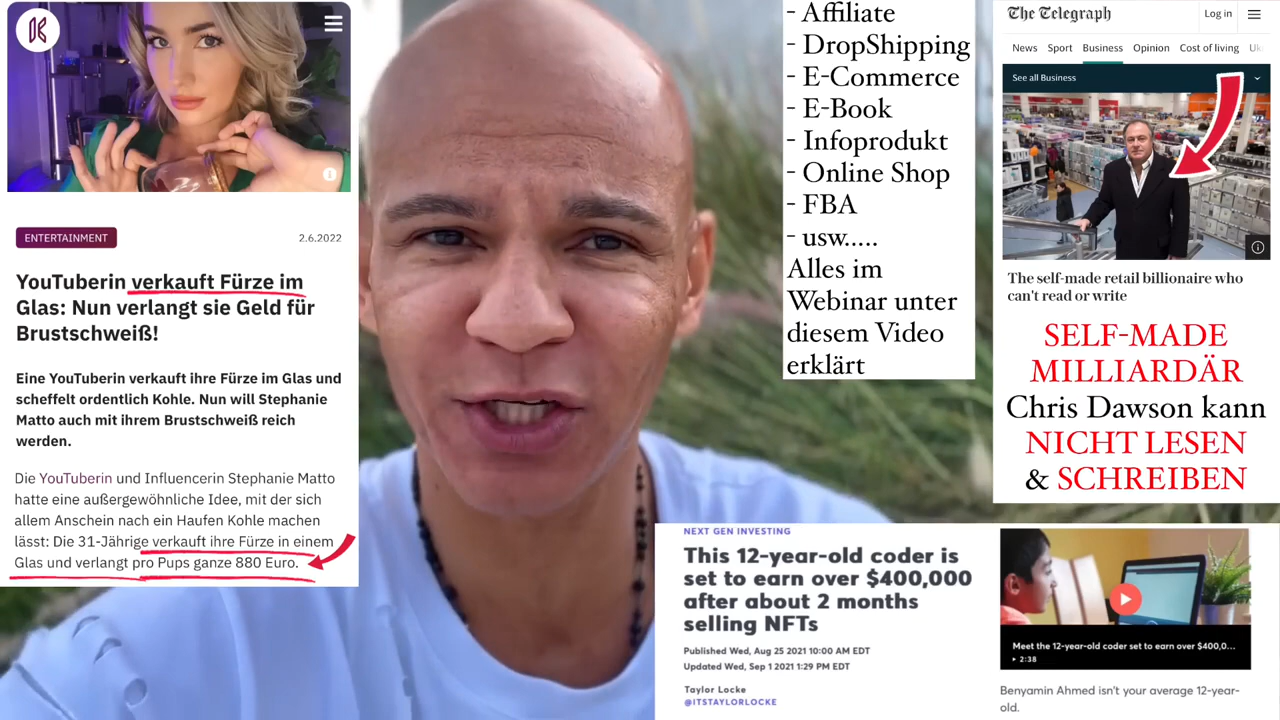 ENTERTAINMENT
2.6.2022
YouTuberin verkauft Fürze im
Glas: Nun verlangt sie Geld für
Brustschweiß!
Eine YouTuberin verkauft ihre Fürze im Glas und
scheffelt ordentlich Kohle. Nun will Stephanie
Matto auch mit ihrem Brustschweiß reich
werden.
Die YouTuberin und Influencerin Stephanie Matto
hatte eine außergewöhnliche Idee, mit der sich
allem Anschein nach ein Haufen Kohle machen
lässt: Die 31-Jährige verkauft ihre Fürze in einem
Glas und verlangt pro Pups ganze 880 Euro.
- Affiliate
- DropShipping
- E-Commerce
- E-Book
- Infoprodukt
- Online Shop
- FBA
- usw.....
Alles im
Webinar unter
diesem Video
erklärt
The Telegraph
Log in
News Sport Business Opinion Cost of living
See all Business
The self-made retail billionaire who
can't read or write
SELF-MADE
MILLIARDÄR
Chris Dawson kann
NICHT LESEN
& SCHREIBEN
NEXT GEN INVESTING
This 12-year-old coder is
set to earn over $400,000
after about 2 months
selling NFTs
Published Wed, Aug 25 2021 10:00 AM EDT
Updated Wed, Sep 1 2021 1:29 PM EDT
Taylor Locke
@ITSTAYLORLOCKE
Meet the 12-year-old coder set to earn over $400,0...
2:38
Benyamin Ahmed isn't your average 12-year-
old.